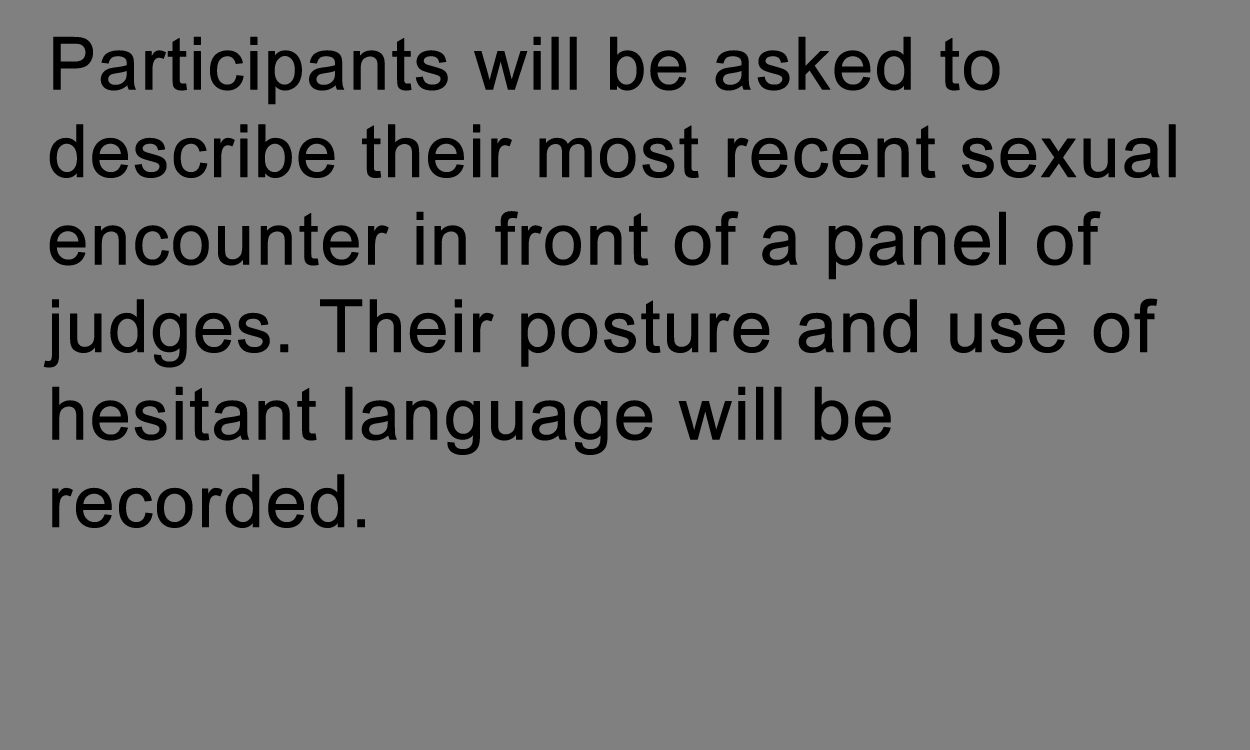 Participants will be asked to
describe their most recent sexual
encounter in front of a panel of
judges. Their posture and use of
hesitant language will be
recorded.